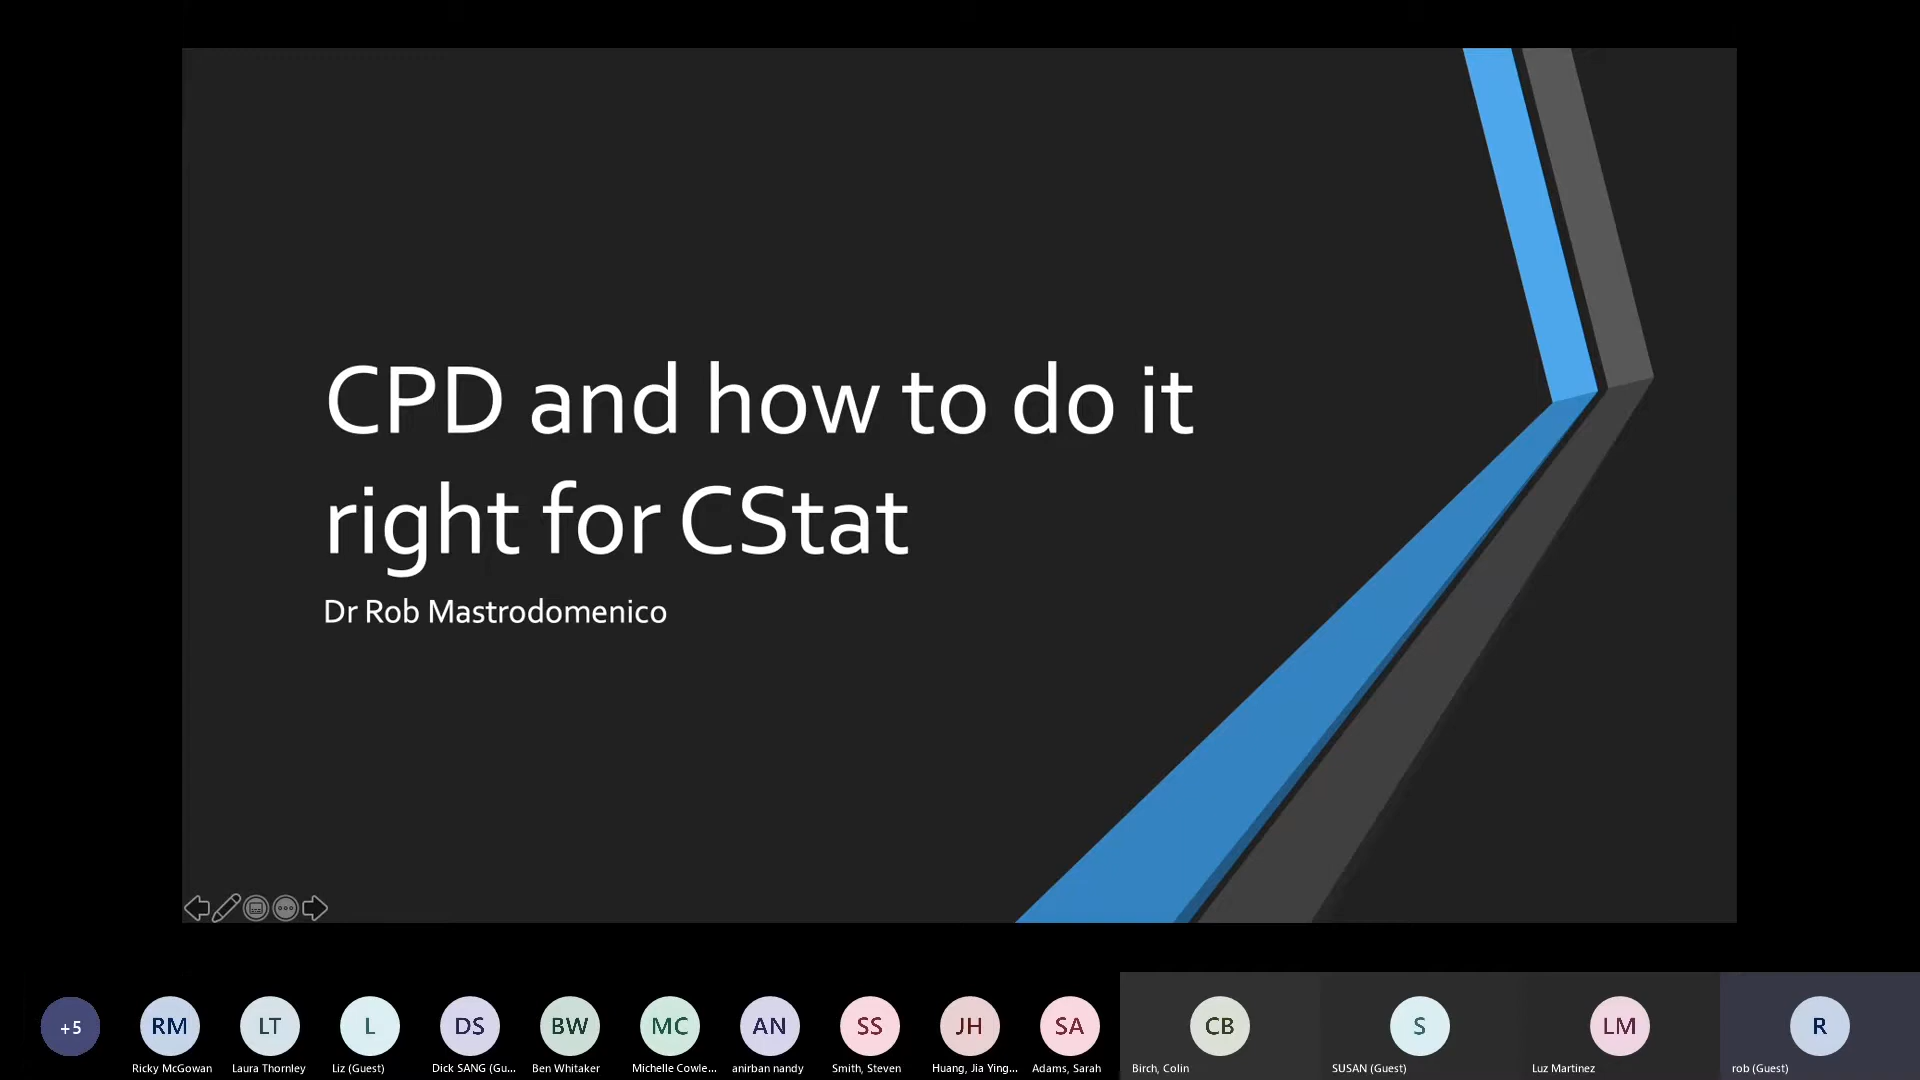 CPD and how to do it
right for CStat
Dr Rob Mastrodomenico
+5
RM
LT
L
DS
BW
MC
AN
SS
JH
SA
CB
S
LM
R
Ricky McGowan
Laura Thornley
Liz (Guest)
Dick SANG (Gu...
Ben Whitaker
Michelle Cowle...
anirban nandy
Smith, Steven
Huang, Jia Ying...
Adams, Sarah
Birch, Colin
SUSAN (Guest)
Luz Martinez
rob (Guest)